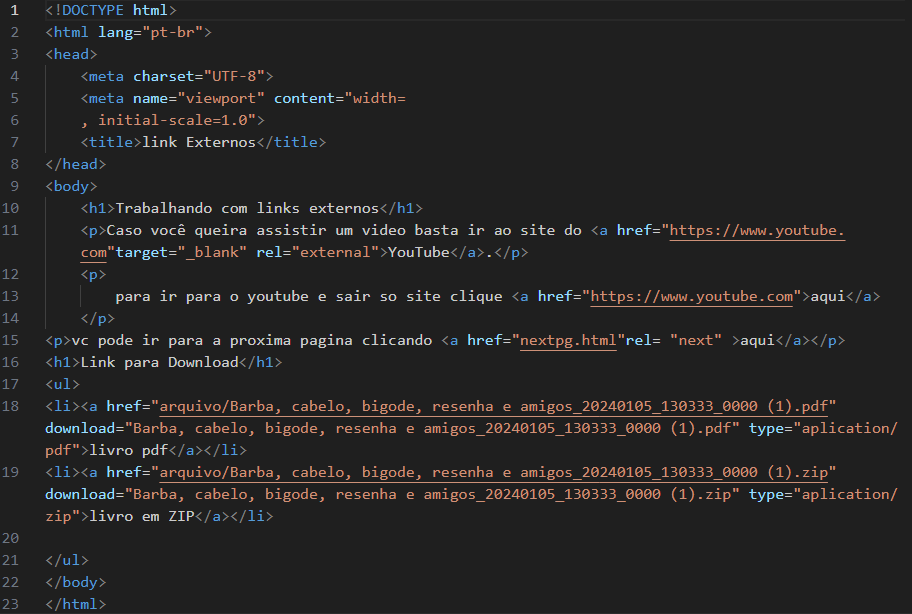 1 <!DOCTYPE html>
2 <html lang="pt-br">
3 <head>
4 <meta charset="UTF-8">
5 <meta name="viewport" content="width=
6 , initial-scale=1.0">
7 <title>link Externos</title>
8 </head>
9 <body>
10 <h1>Trabalhando com links externos</h1>
11 <p>Caso você queira assistir um video basta ir ao site do <a href="https://www.youtube.
com"target="_blank" rel="external">YouTube</a>.</p>
12 <p>
13 para ir para o youtube e sair so site clique <a href="https://www.youtube.com">aqui</a>
14 </p>
15 <p>vc pode ir para a proxima pagina clicando <a href="nextpg.html"rel= "next" >aqui</a></p>
16 <h1>Link para Download</h1>
17 <ul>
18 <li><a href="arquivo/Barba, cabelo, bigode, resenha e amigos_20240105_130333_0000 (1).pdf"
download="Barba, cabelo, bigode, resenha e amigos_20240105_130333_0000 (1).pdf" type="aplication/
pdf">livro pdf</a></li>
19 <li><a href="arquivo/Barba, cabelo, bigode, resenha e amigos_20240105_130333_0000 (1).zip"
download="Barba, cabelo, bigode, resenha e amigos_20240105_130333_0000 (1).zip" type="aplication/
zip">livro em ZIP</a></li>
20
21 </ul>
22 </body>
23 </html>